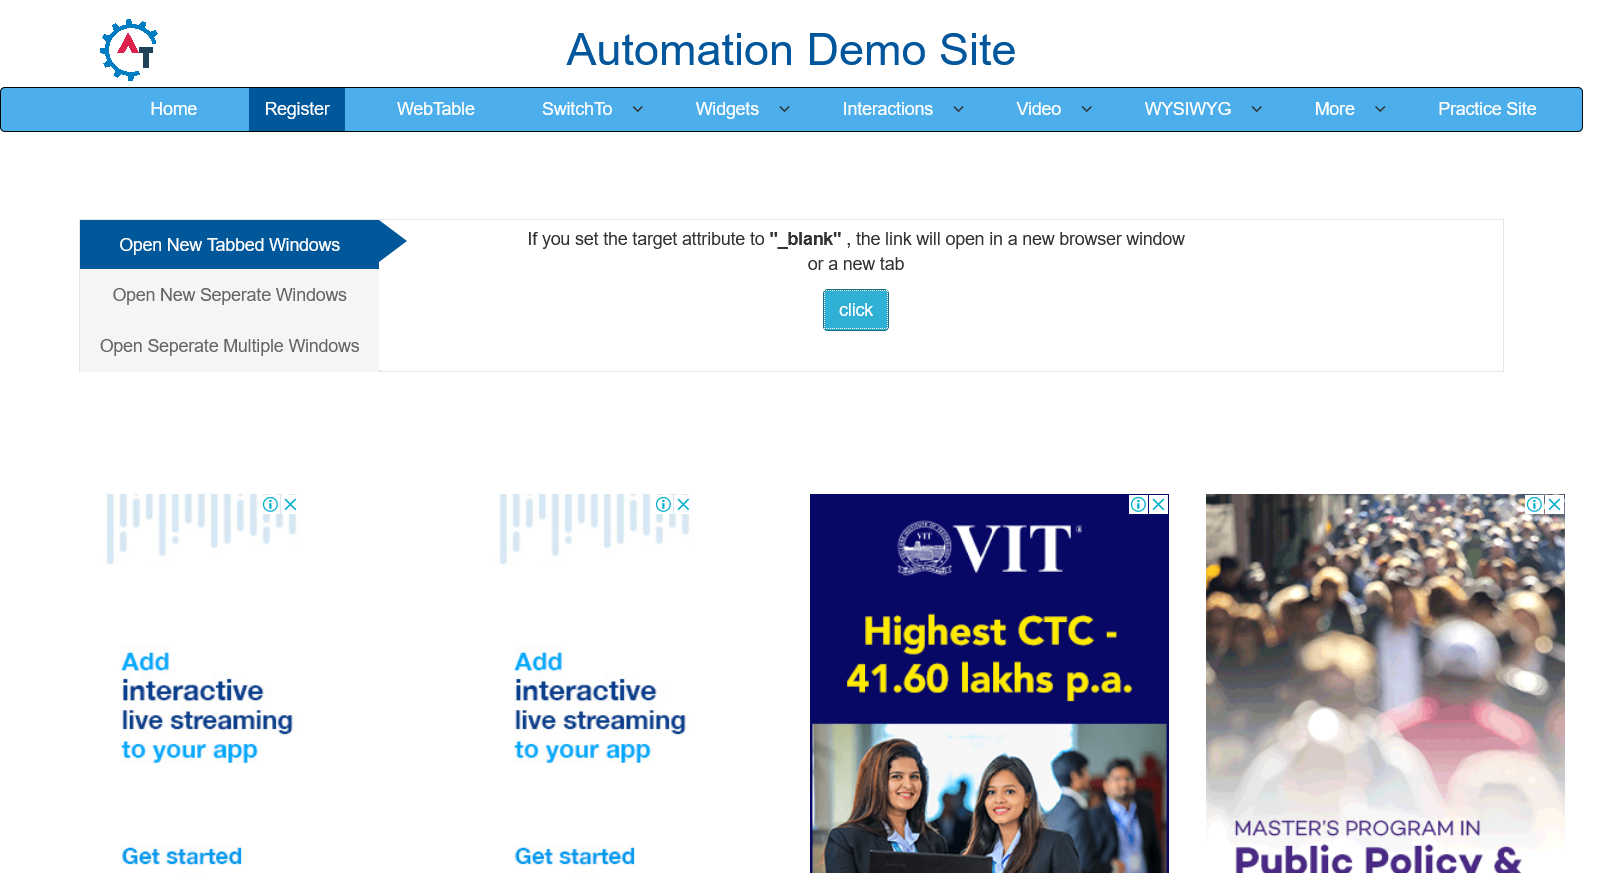 AT
Automation Demo Site
Home Register WebTable SwitchTo Widgets Interactions Video WYSIWYG More Practice Site
Open New Tabbed Windows
Open New Seperate Windows
Open Seperate Multiple Windows
If you set the target attribute to "_blank" , the link will open in a new browser window
or a new tab
click
Add
interactive
live streaming
to your app
Get started
Add
interactive
live streaming
to your app
Get started
VIT
VIT®
Highest CTC -
41.60 lakhs p.a.
MASTER'S PROGRAM IN
Public Policy &